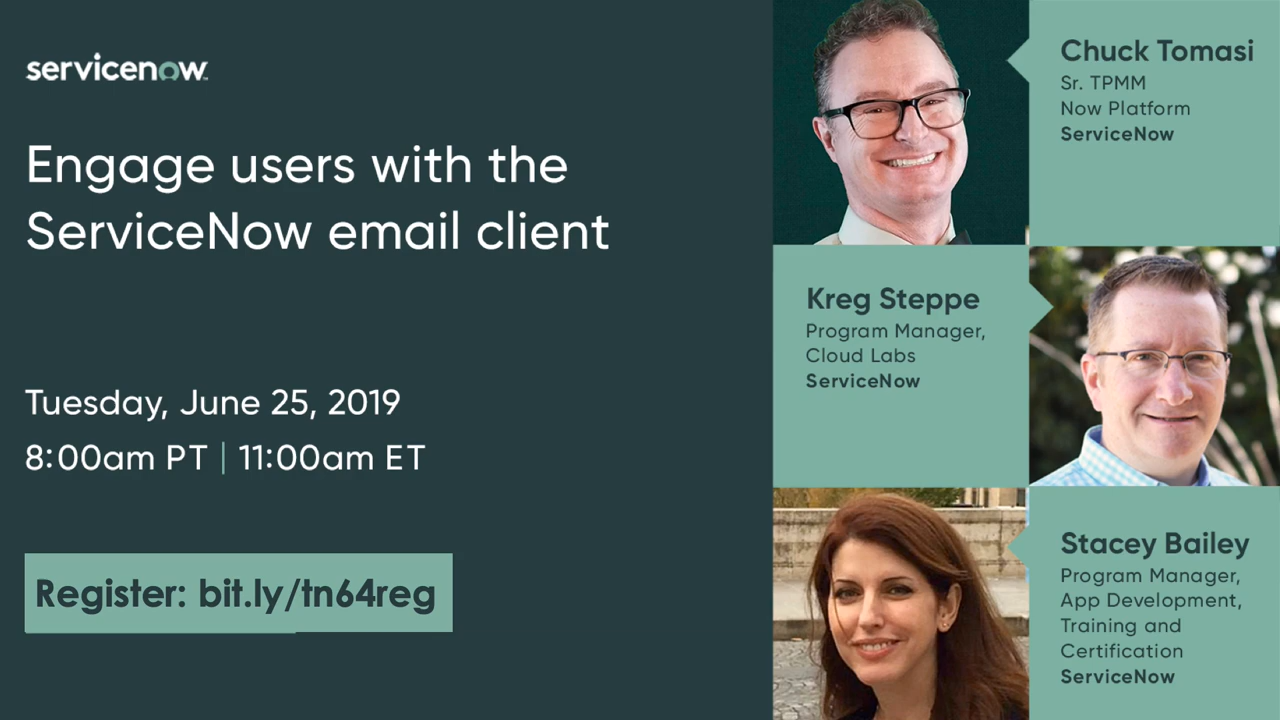 servicenow
Engage users with the
ServiceNow email client
Tuesday, June 25, 2019
8:00am PT | 11:00am ET
Register: bit.ly/tn64reg
Chuck Tomasi
Sr. TPMM
Now Platform
ServiceNow
Kreg Steppe
Program Manager,
Cloud Labs
ServiceNow
Stacey Bailey
Program Manager,
App Development,
Training and
Certification
ServiceNow